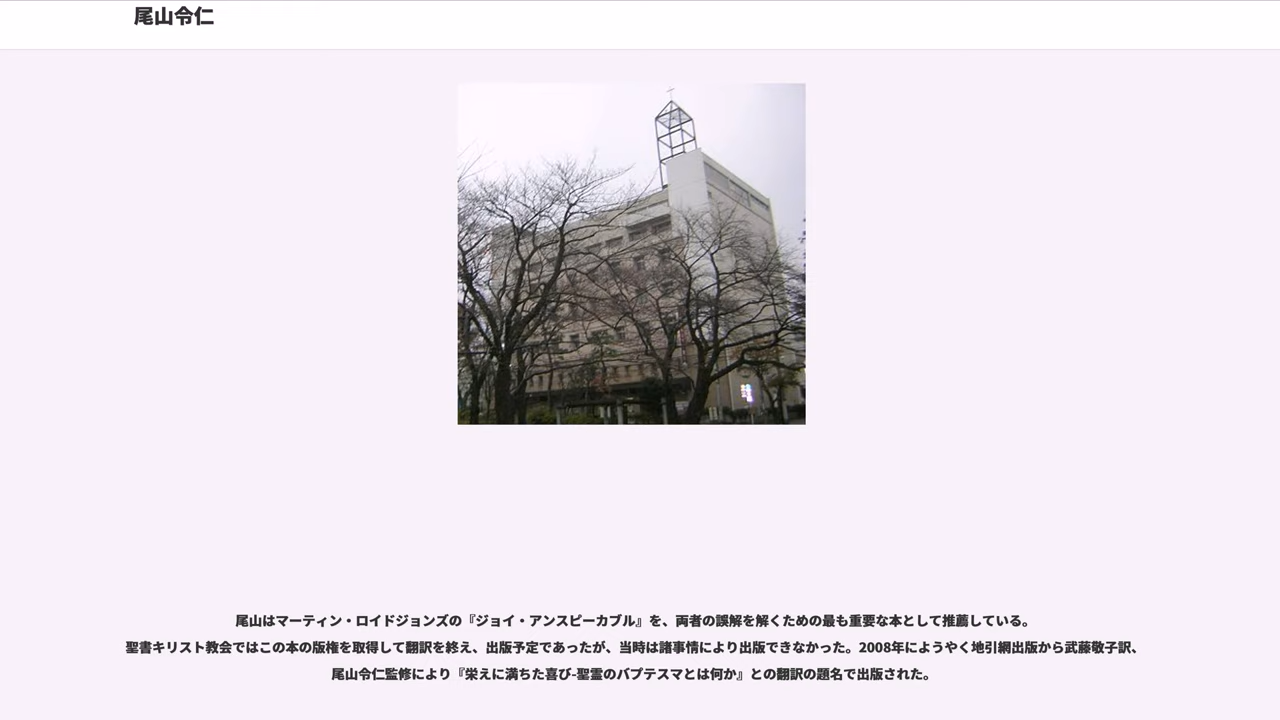 尾山令仁
尾山はマーティン・ロイドジョンズの『ジョイ・アンスピーカブル』を、両者の誤解を解くための最も重要な本として推薦している。
聖書キリスト教会ではこの本の版権を取得して翻訳を終え、出版予定であったが、当時は諸事情により出版できなかった。2008年にようやく地引網出版から武藤敬子訳、
尾山令仁監修により『栄えに満ちた喜び-聖霊のバプテスマとは何か』との翻訳の題名で出版された。